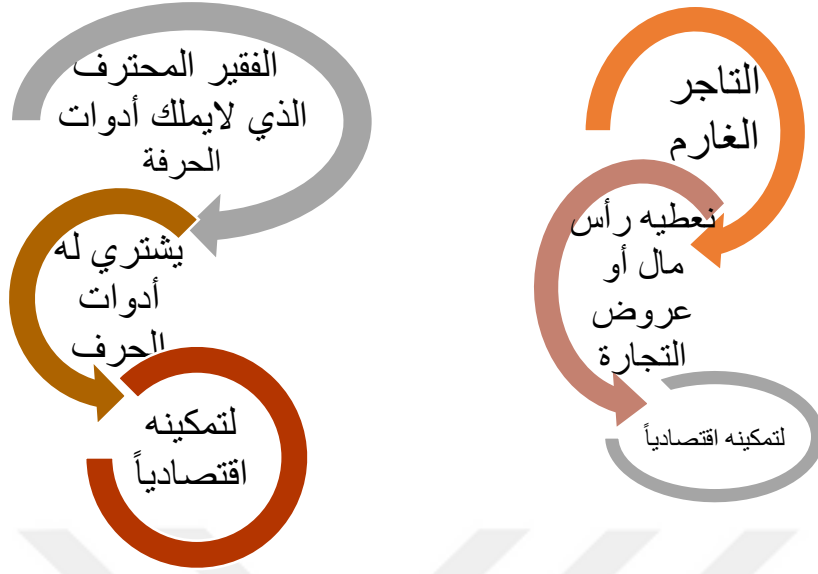 التاجر
الغارم
نعطيه رأس
مال أو
عروض
التجارة
لتمكينه اقتصادياً
الفقير المحترف
الذي لايملك أدوات
الحرفة
يشتري له
أدوات
الحرف
لتمكينه
اقتصادياً